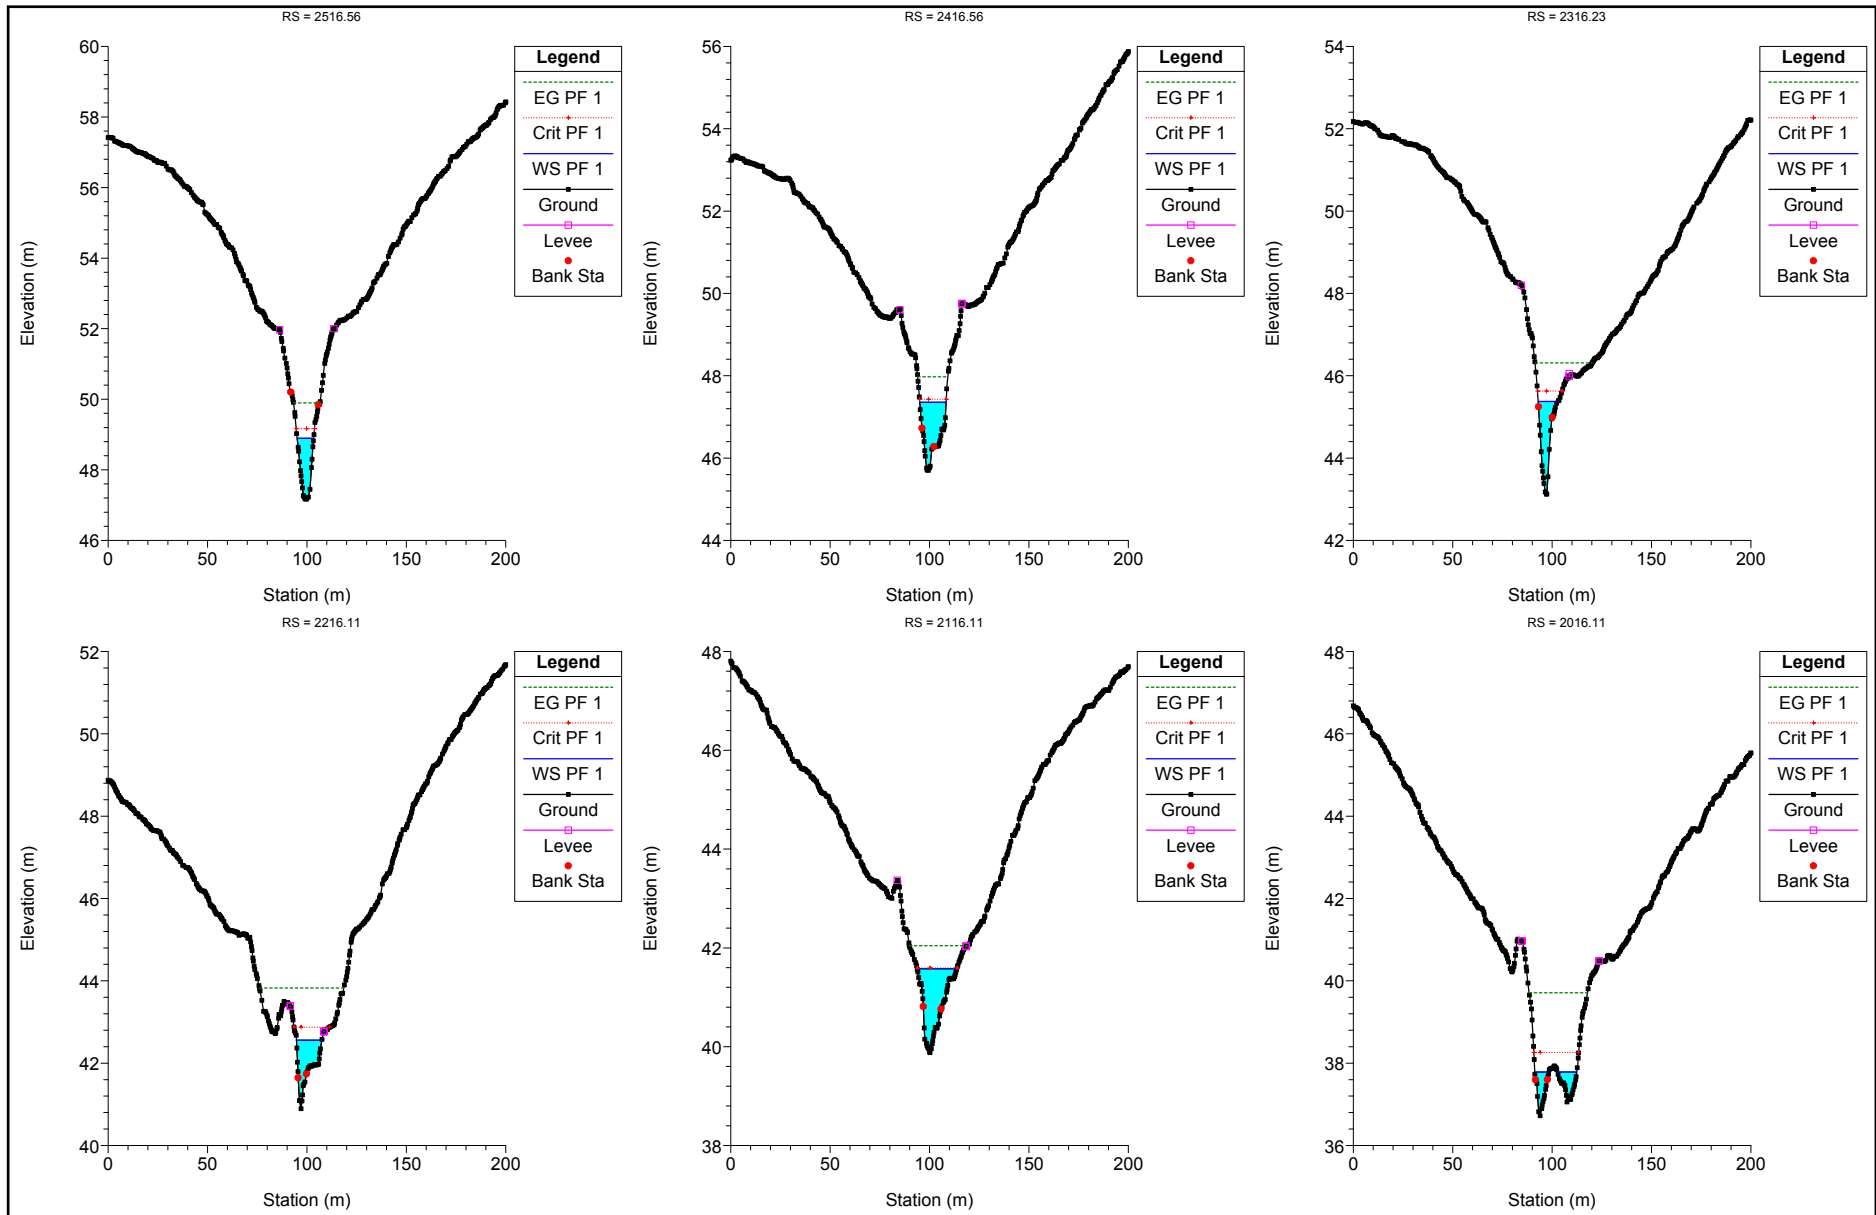 RS = 2516.56
60
58
56
54
52
50
48
46
0
50
100
150
200
Elevation (m)
Station (m)
Legend
EG PF 1
Crit PF 1
WS PF 1
Ground
Levee
Bank Sta
RS = 2416.56
56
54
52
50
48
46
44
0
50
100
150
200
Elevation (m)
Station (m)
Legend
EG PF 1
Crit PF 1
WS PF 1
Ground
Levee
Bank Sta
RS = 2316.23
54
52
50
48
46
44
42
0
50
100
150
200
Elevation (m)
Station (m)
Legend
EG PF 1
Crit PF 1
WS PF 1
Ground
Levee
Bank Sta
RS = 2216.11
52
50
48
46
44
42
40
0
50
100
150
200
Elevation (m)
Station (m)
Legend
EG PF 1
Crit PF 1
WS PF 1
Ground
Levee
Bank Sta
RS = 2116.11
48
46
44
42
40
38
0
50
100
150
200
Elevation (m)
Station (m)
Legend
EG PF 1
Crit PF 1
WS PF 1
Ground
Levee
Bank Sta
RS = 2016.11
48
46
44
42
40
38
36
0
50
100
150
200
Elevation (m)
Station (m)
Legend
EG PF 1
Crit PF 1
WS PF 1
Ground
Levee
Bank Sta